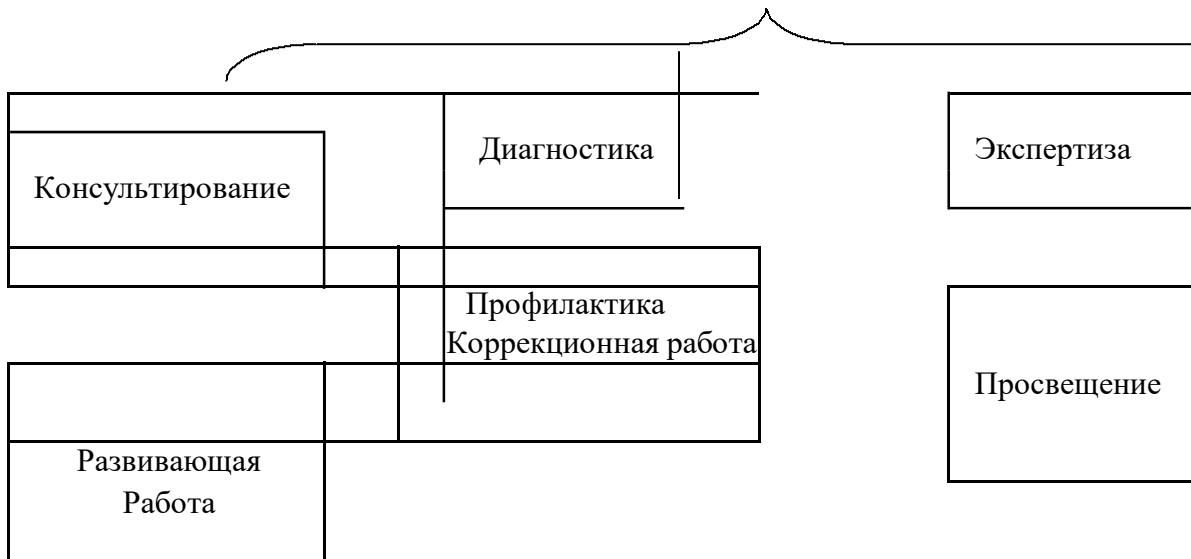 Диагностика
Экспертиза
Консультирование
Профилактика
Коррекционная работа
Просвещение
Развивающая
Работа